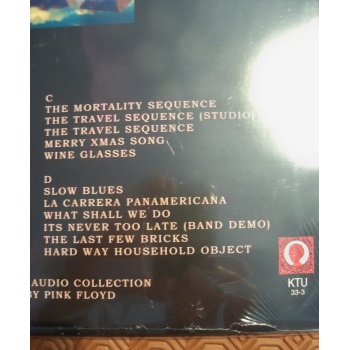 C
THE MORTALITY SEQUENCE
THE TRAVEL SEQUENCE (STUDIO)
THE TRAVEL SEQUENCE
MERRY XMAS SONG
WINE GLASSES
D
SLOW BLUES
LA CARRERA PANAMERICANA
WHAT SHALL WE DO
ITS NEVER TOO LATE (BAND DEMO)
THE LAST FEW BRICKS
HARD WAY HOUSEHOLD OBJECT
AUDIO COLLECTION
BY PINK FLOYD
KTU
33-3